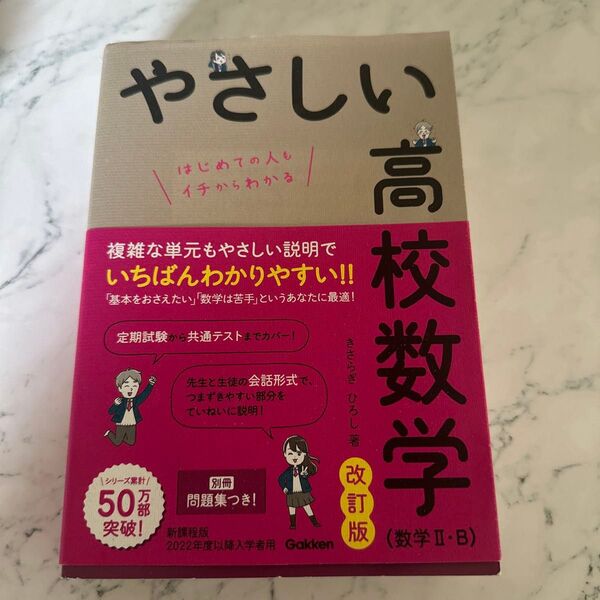 やさしい
高校数学
(数学Ⅱ・B)
はじめての人も
イチからわかる
きさらぎ ひろし 著
改訂版
複雑な単元もやさしい説明で
いちばんわかりやすい!!
「基本をおさえたい」「数学は苦手」というあなたに最適!
定期試験から共通テストまでカバー!
先生と生徒の会話形式で、
つまずきやすい部分を
ていねいに説明!
シリーズ累計
50万部
突破!
別冊
問題集つき!
新課程版
2022年度以降入学者用
Gakken